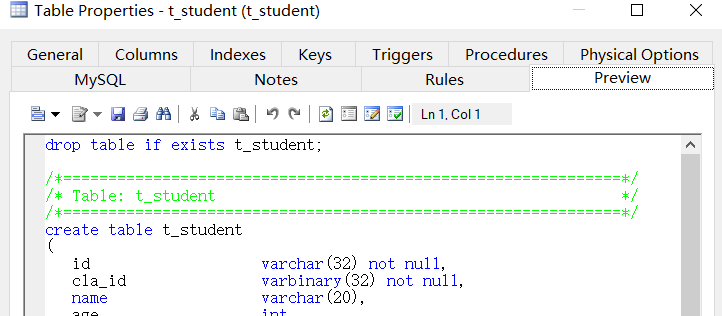 Table Properties - t_student (t_student)
General Columns Indexes Keys Triggers Procedures Physical Options
MySQL Notes Rules Preview
Ln 1, Col 1
drop table if exists t_student;
/*==============================================================*/
/* Table: t_student                                             */
/*==============================================================*/
create table t_student
(
id varchar(32) not null,
cla_id varbinary(32) not null,
name varchar(20),
age int